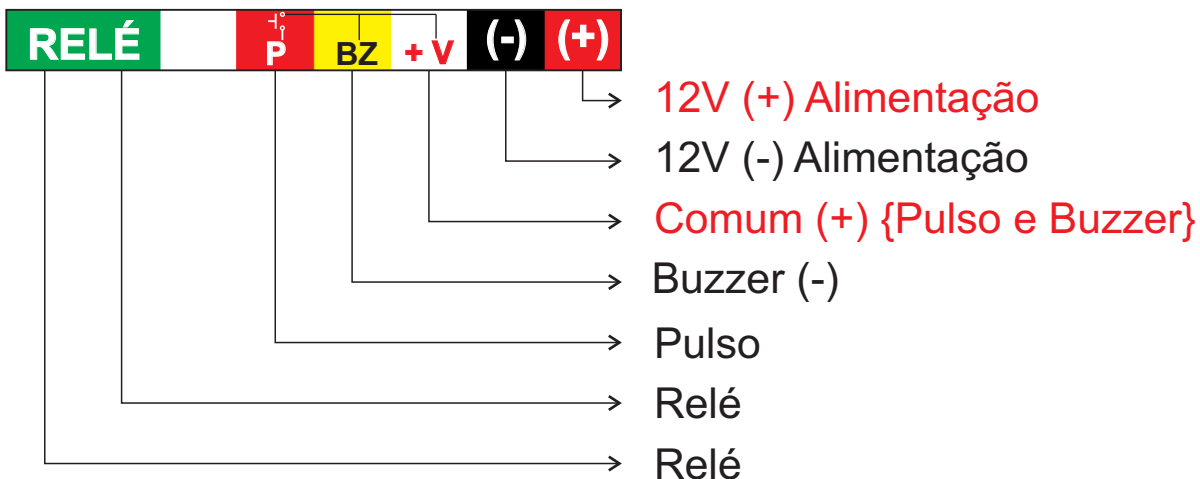 RELÉ P BZ + V (-) (+)
12V (+) Alimentação
12V (-) Alimentação
Comum (+) {Pulso e Buzzer}
Buzzer (-)
Pulso
Relé
Relé